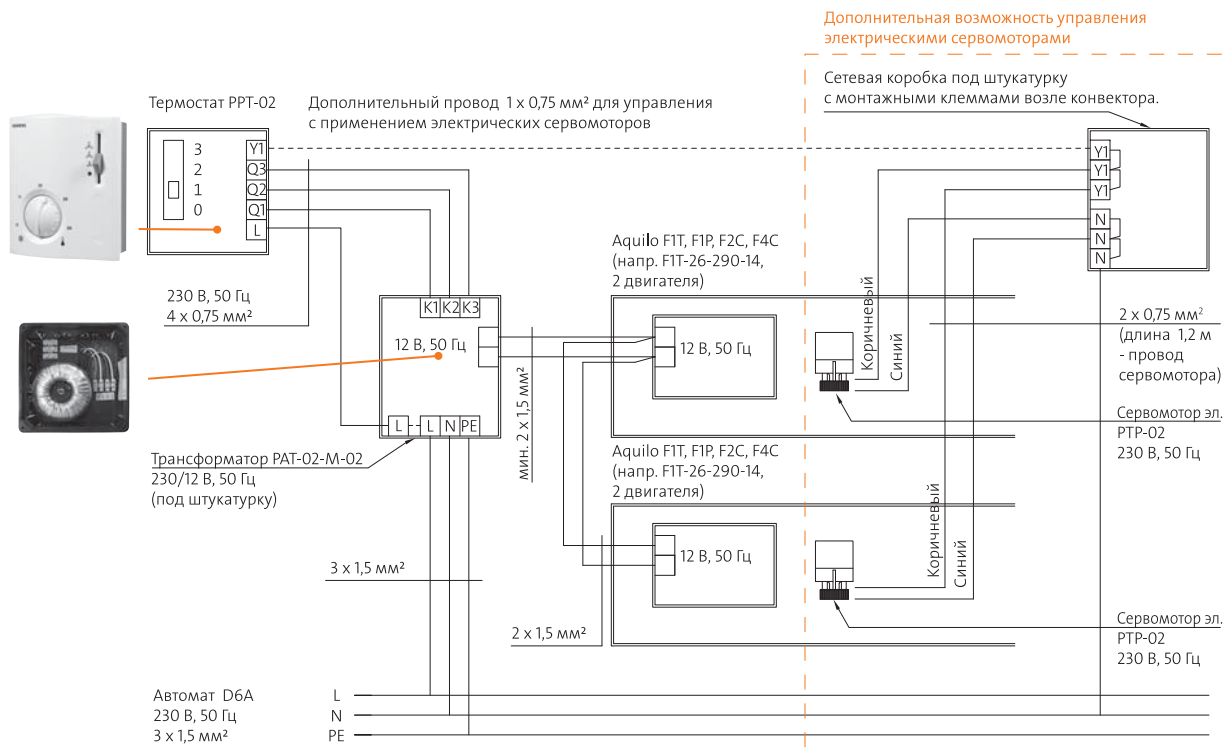 Дополнительная возможность управления
электрическими сервомоторами
Сетевая коробка под штукатурку
с монтажными клеммами возле конвектора.
Термостат РРТ-02
Дополнительный провод 1 x 0,75 мм² для управления
с применением электрических сервомоторов
3
2
1
0
Y1
Q3
Q2
Q1
L
Y1
Y1
Y1
N
N
N
230 В, 50 Гц
4 x 0,75 мм²
K1 K2 K3
12 В, 50 Гц
L L N PE
Трансформатор PAT-02-M-02
230/12 В, 50 Гц
(под штукатурку)
мин. 2 x 1,5 мм²
Aquilo F1T, F1P, F2C, F4C
(напр. F1T-26-290-14,
2 двигателя)
12 В, 50 Гц
Коричневый
Синий
2 x 0,75 мм²
(длина 1,2 м
- провод
сервомотора)
Сервомотор эл.
РТР-02
230 В, 50 Гц
Aquilo F1T, F1P, F2C, F4C
(напр. F1T-26-290-14,
2 двигателя)
12 В, 50 Гц
Коричневый
Синий
3 x 1,5 мм²
2 x 1,5 мм²
Сервомотор эл.
РТР-02
230 В, 50 Гц
Автомат D6A
230 В, 50 Гц
3 x 1,5 мм²
L
N
PE